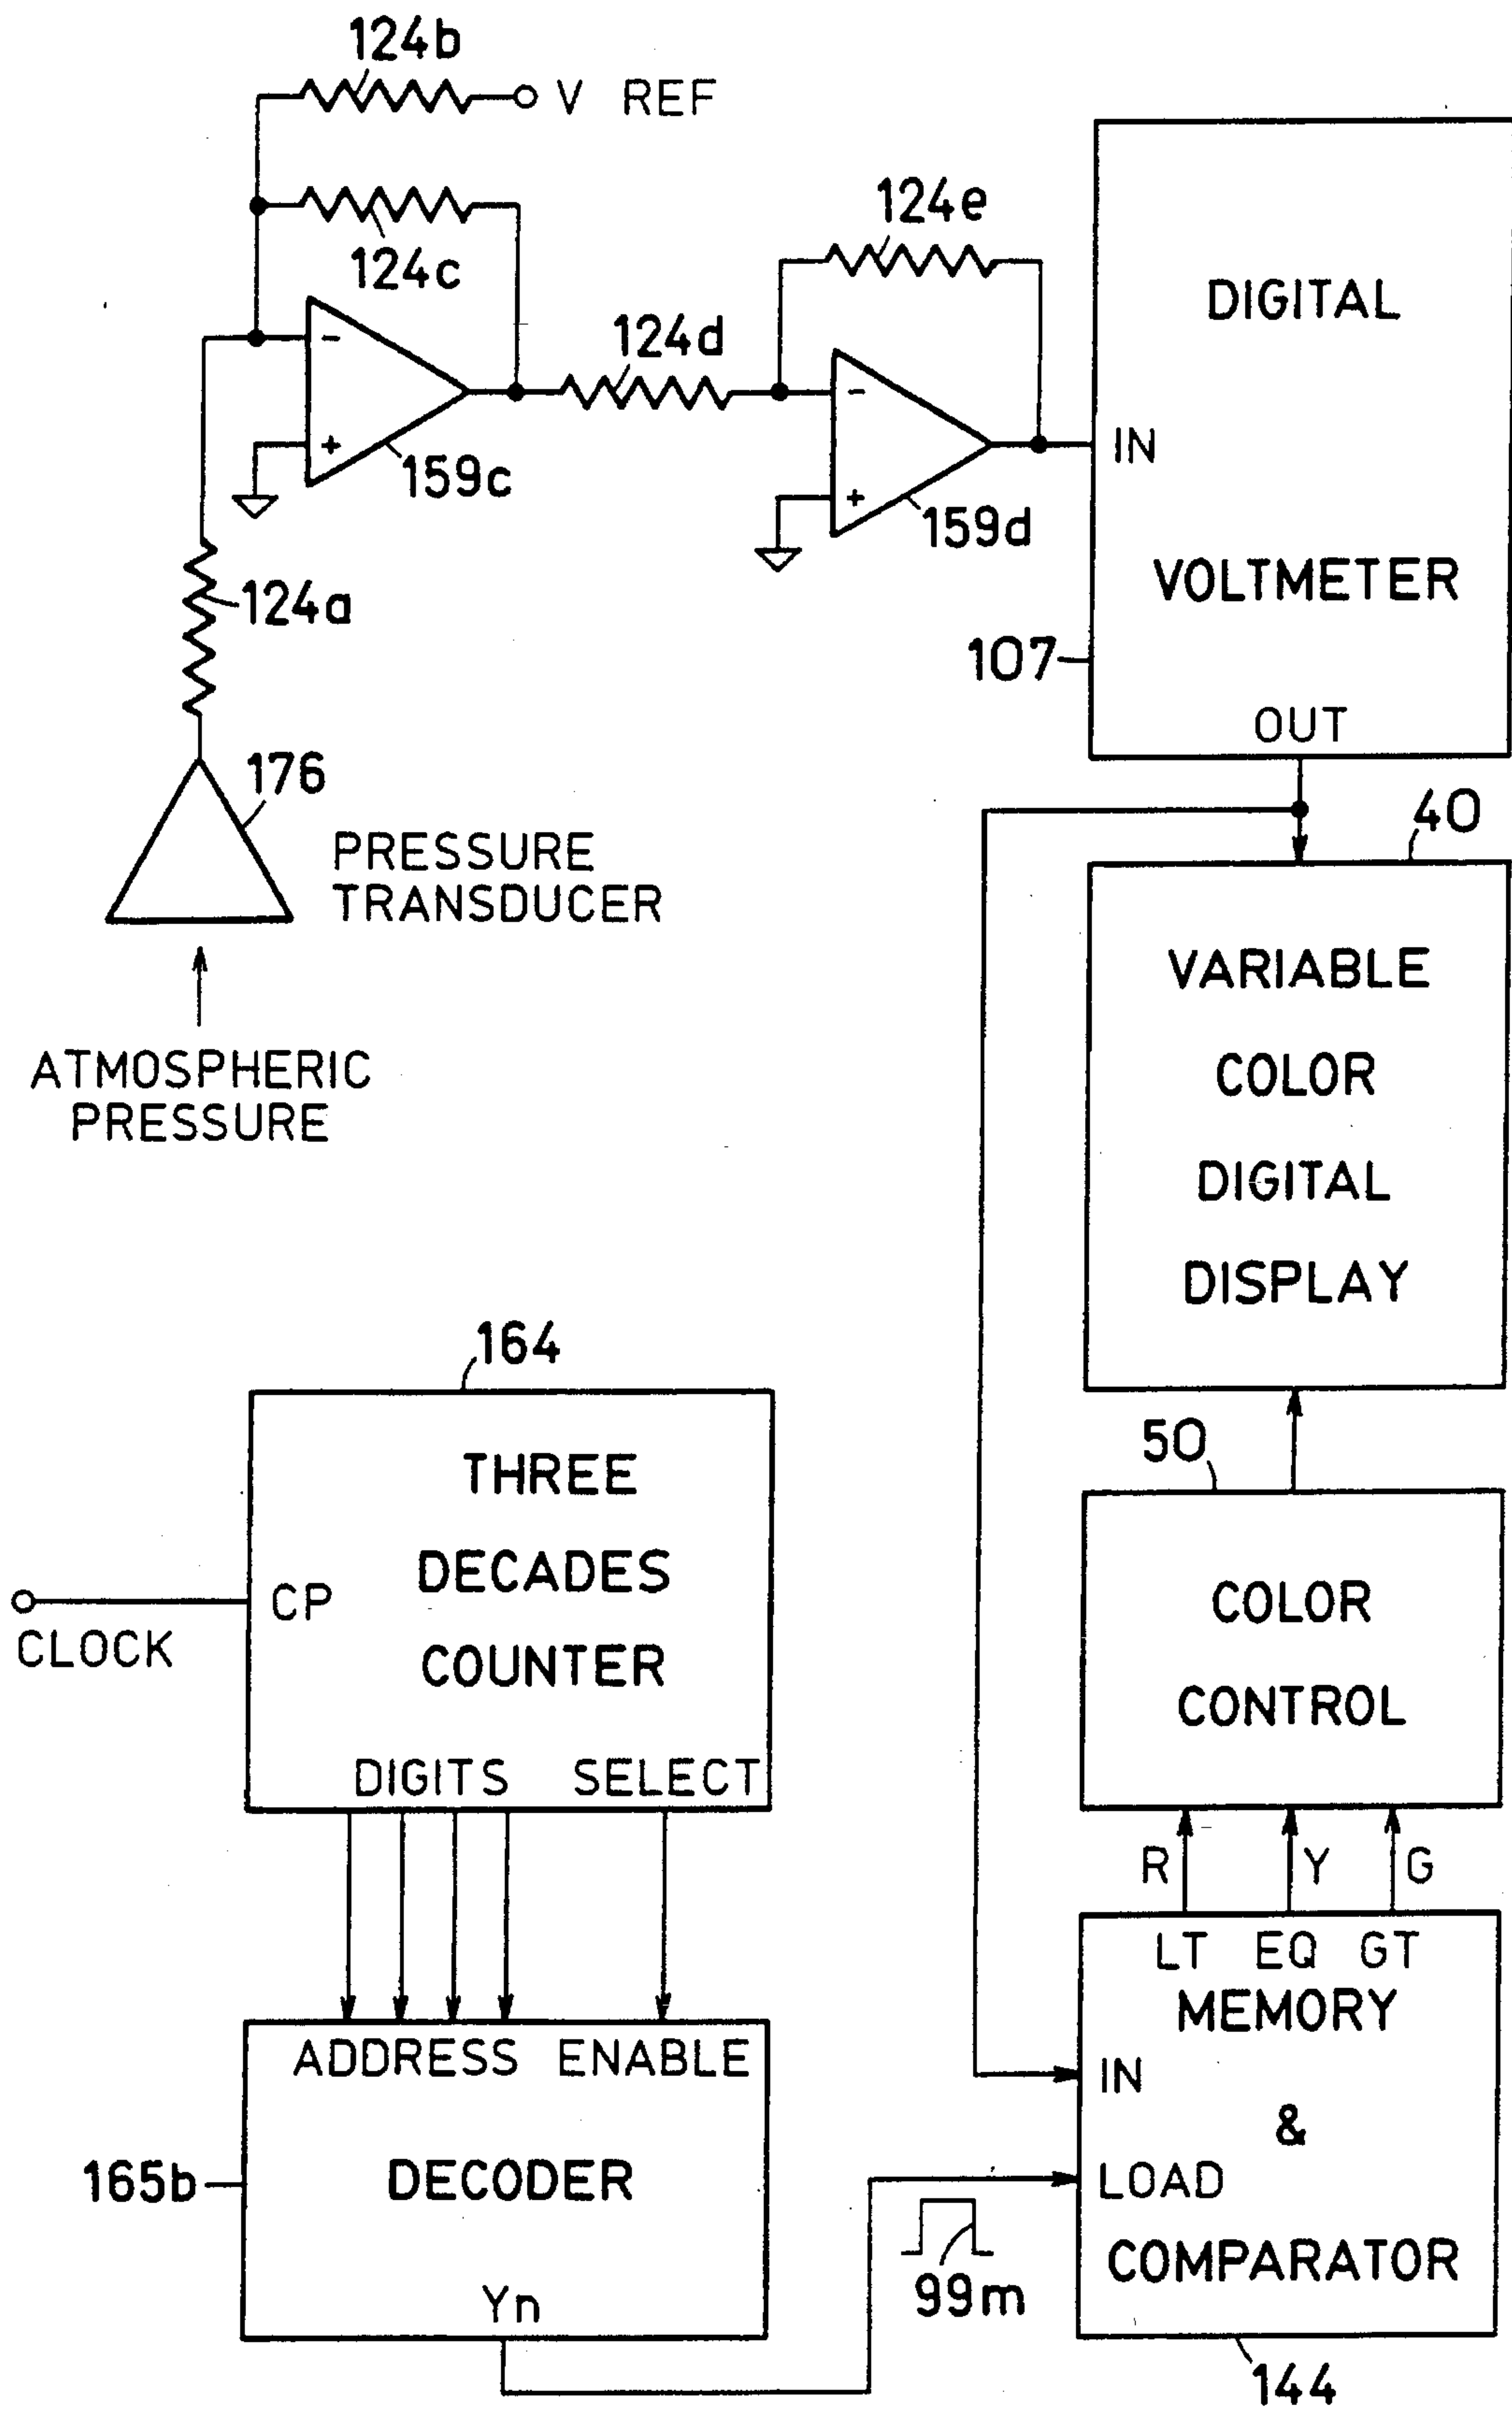 124b
V REF
124c
124e
124d
-
+
159c
-
+
159d
DIGITAL
IN
VOLTMETER
107
OUT
124a
176
PRESSURE
TRANSDUCER
ATMOSPHERIC
PRESSURE
40
VARIABLE
COLOR
DIGITAL
DISPLAY
50
COLOR
CONTROL
R Y G
LT EQ GT
MEMORY
IN
&
LOAD
COMPARATOR
144
164
THREE
DECADES
COUNTER
CP
CLOCK
DIGITS SELECT
ADDRESS ENABLE
165b
DECODER
Yn
99m